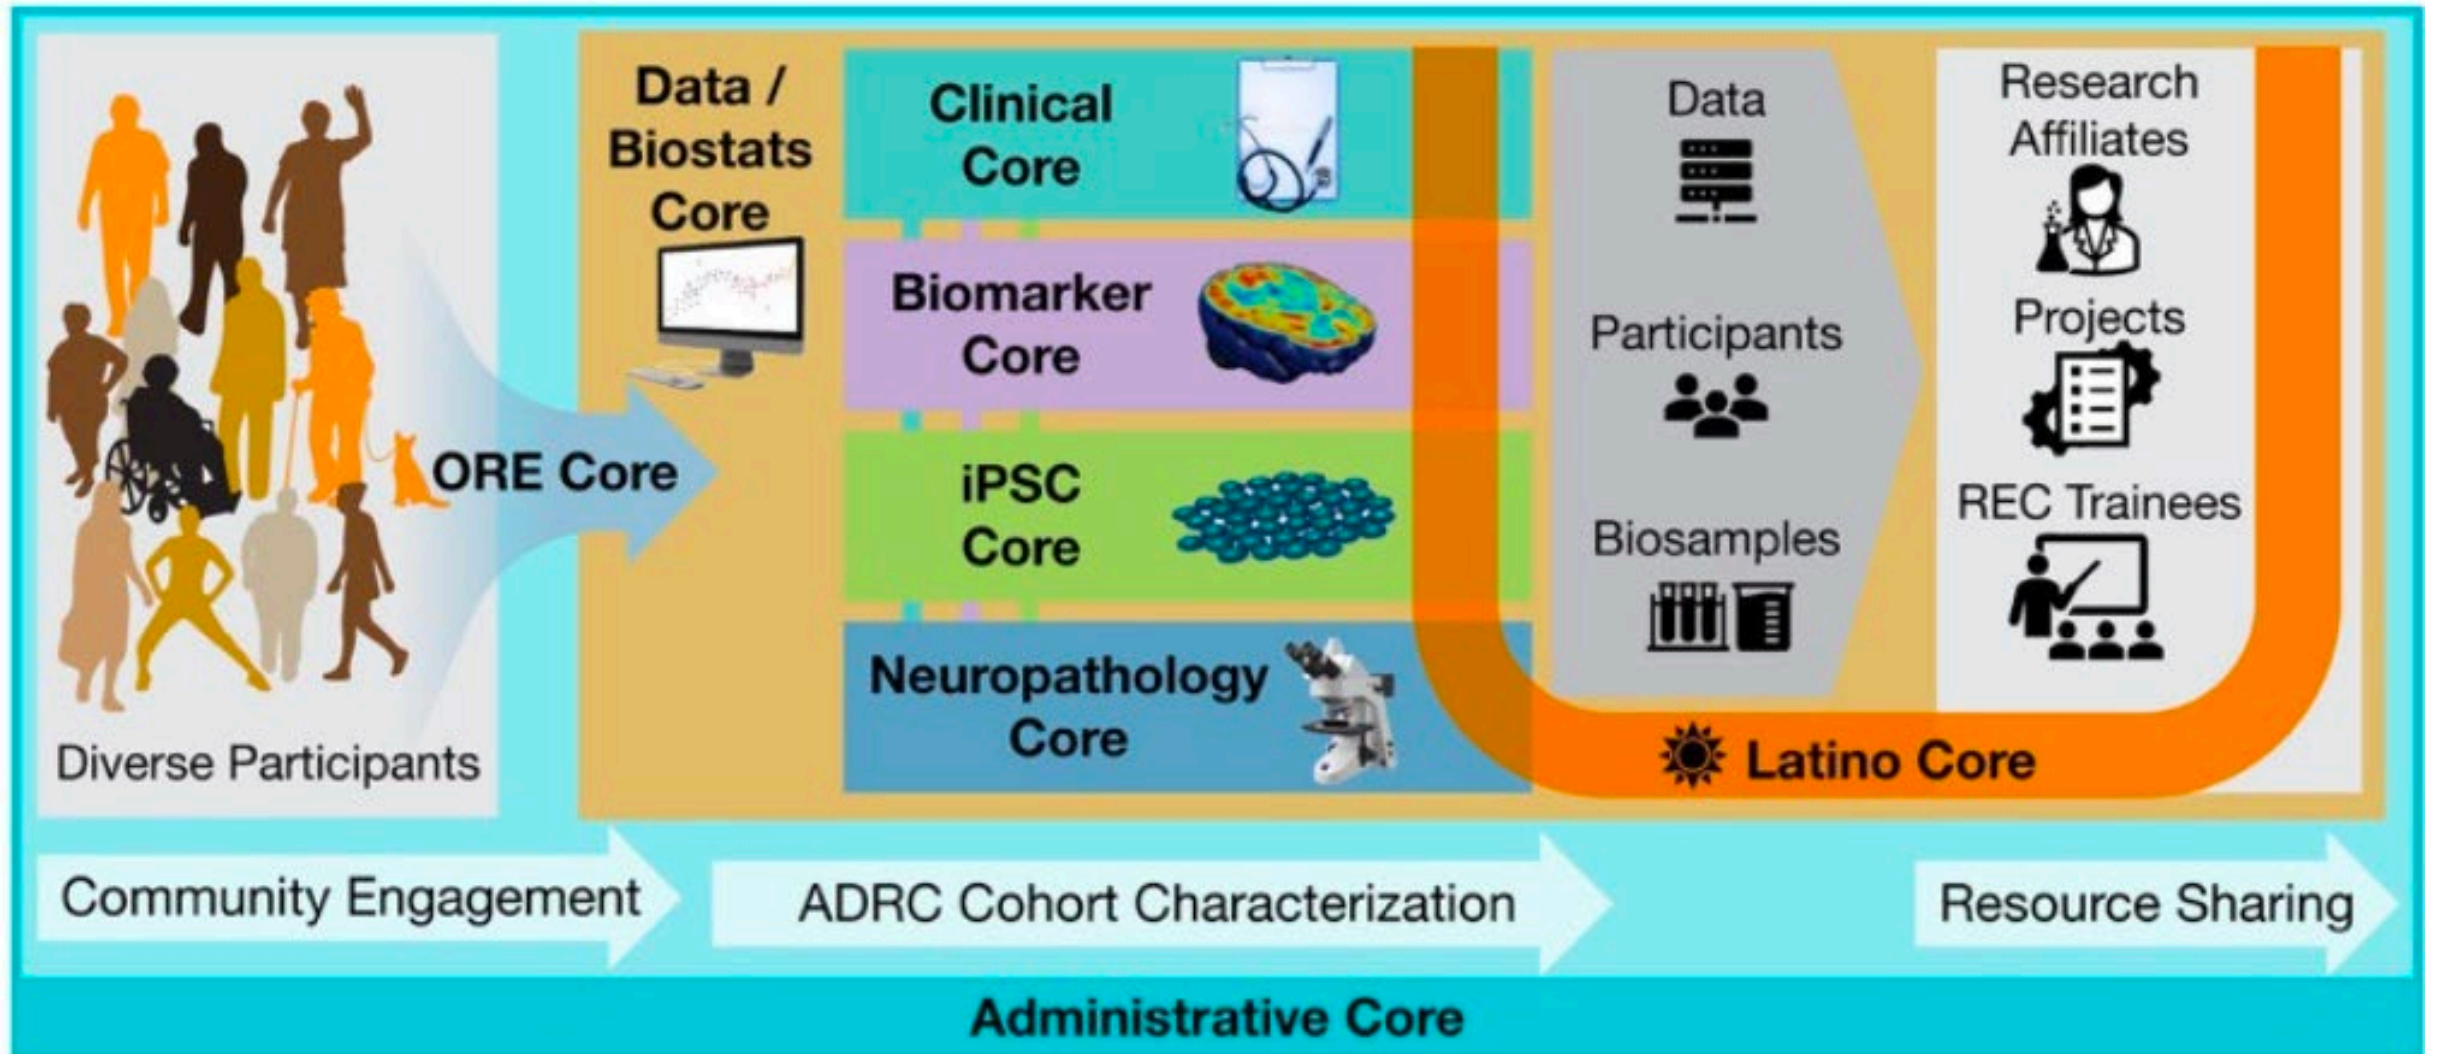 Diverse Participants
ORE Core
Data /
Biostats
Core
Clinical
Core
Biomarker
Core
iPSC
Core
Neuropathology
Core
Data
Participants
Biosamples
Research
Affiliates
Projects
REC Trainees
Latino Core
Community Engagement
ADRC Cohort Characterization
Resource Sharing
Administrative Core